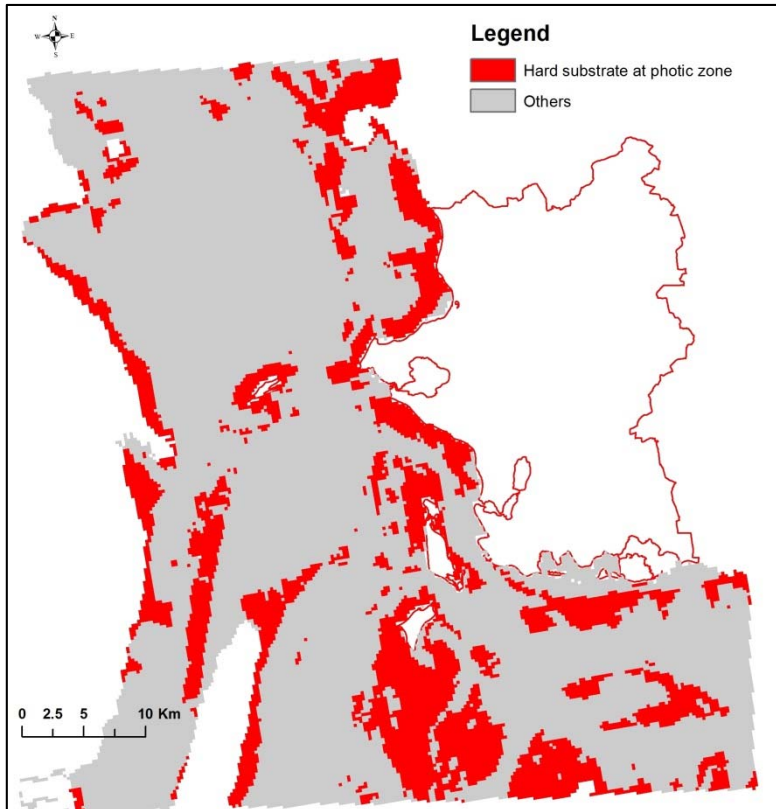 N
W E
S
Legend
Hard substrate at photic zone
Others
0 2.5 5 10 Km